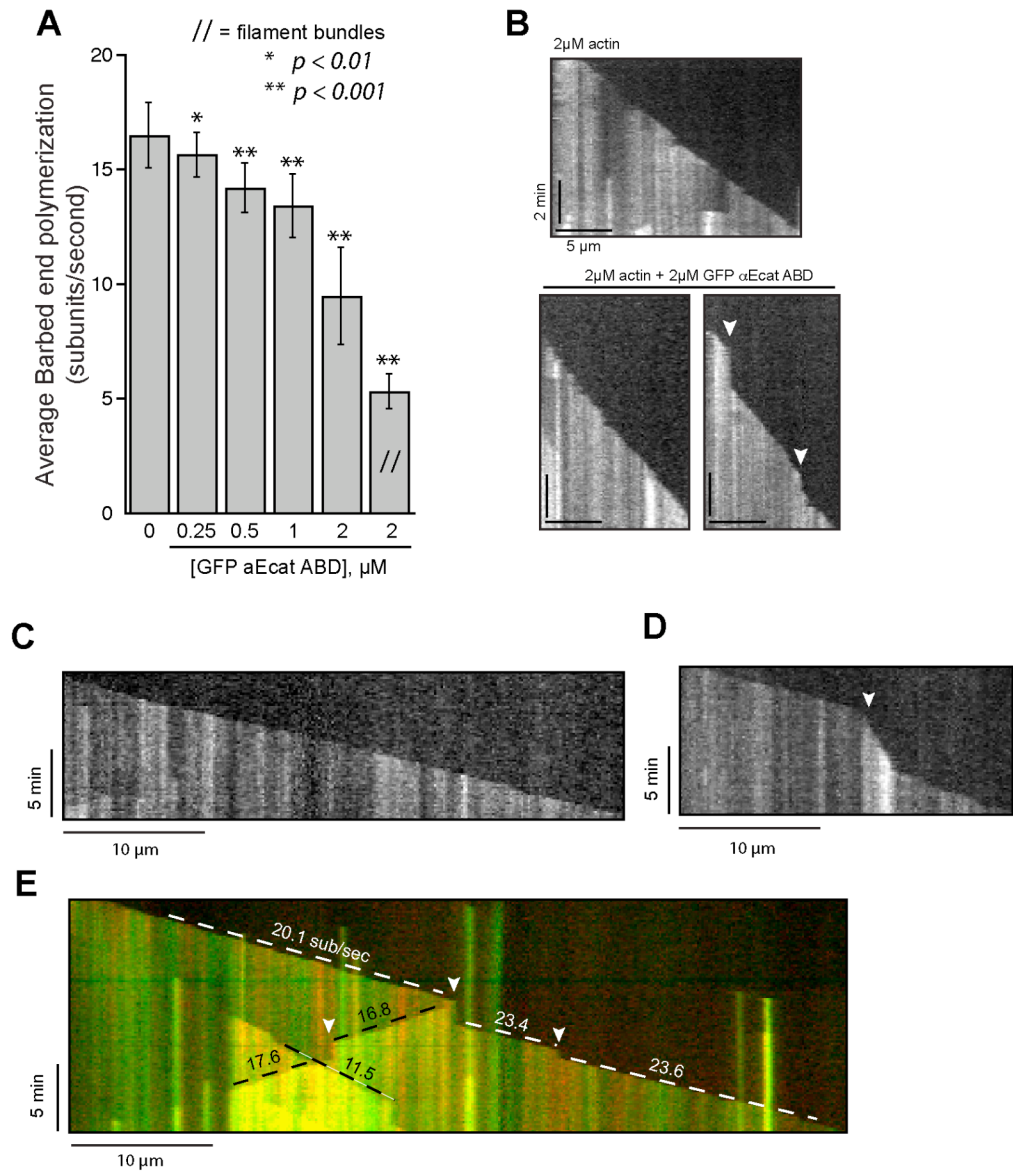 A
// = filament bundles
* p < 0.01
** p < 0.001
Average Barbed end polymerization
(subunits/second)
20
15
10
5
0
*
**
**
**
**
//
0 0.25 0.5 1 2 2
[GFP aEcat ABD], µM
B
2µM actin
2 min
5 µm
2µM actin + 2µM GFP αEcat ABD
C
5 min
10 µm
D
5 min
10 µm
E
20.1 sub/sec
16.8
23.4
17.6
11.5
23.6
5 min
10 µm